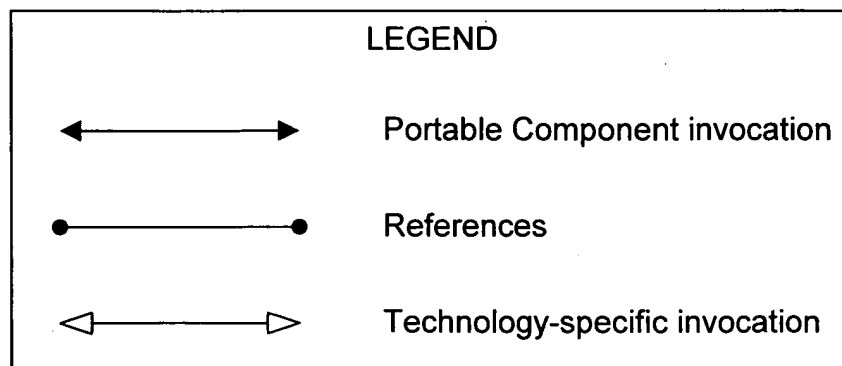 LEGEND
Portable Component invocation
References
Technology-specific invocation